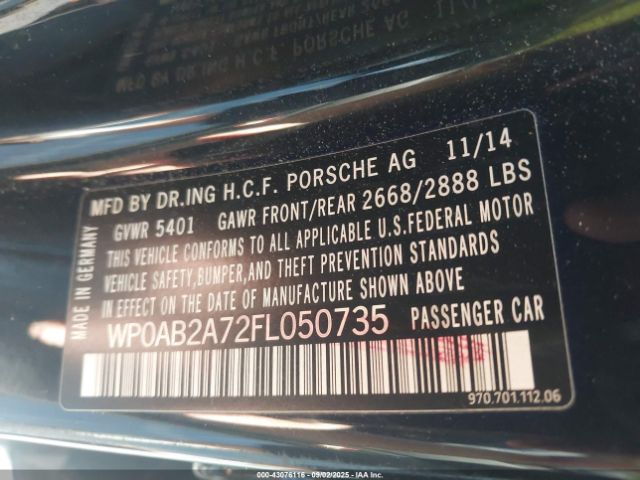 MFD BY DR.ING H.C.F. PORSCHE AG 11/14
GVWR 5401 GAWR FRONT/REAR 2668/2888 LBS
THIS VEHICLE CONFORMS TO ALL APPLICABLE U.S.FEDERAL MOTOR
VEHICLE SAFETY,BUMPER,AND THEFT PREVENTION STANDARDS
IN EFFECT ON THE DATE OF MANUFACTURE SHOWN ABOVE
MADE IN GERMANY
WP0AB2A72FL050735 PASSENGER CAR
970.701.112.06
© IAA-43076116 - 09/02/2025 - IAAI.COM